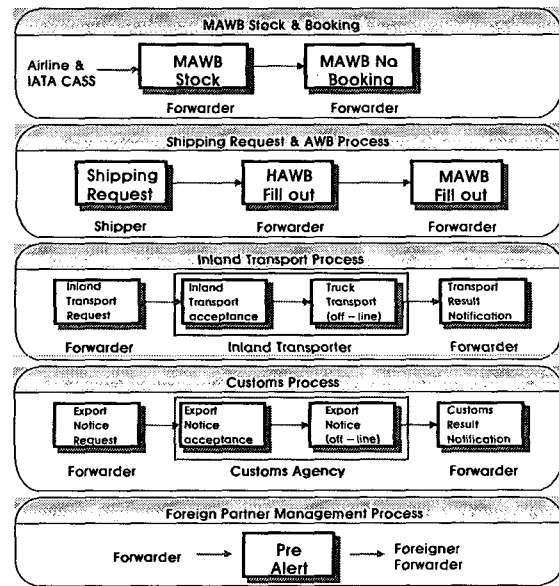 MAWB Stock & Booking
Airline &
IATA CASS
MAWB
Stock
MAWB No
Booking
Forwarder
Forwarder
Shipping Request & AWB Process
Shipping
Request
HAWB
Fill out
MAWB
Fill out
Shipper
Forwarder
Forwarder
Inland Transport Process
Inland
Transport
Request
Inland
Transport
acceptance
Truck
Transport
(off-line)
Transport
Result
Notification
Forwarder
Inland Transporter
Forwarder
Customs Process
Export
Notice
Request
Export
Notice
acceptance
Export
Notice
(off-line)
Customs
Result
Notification
Forwarder
Customs Agency
Forwarder
Foreign Partner Management Process
Forwarder
Pre
Alert
Foreigner
Forwarder